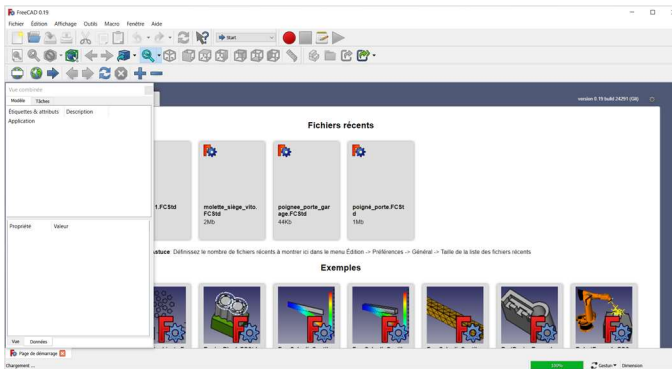 FreeCAD 0.19
Fichier Édition Affichage Outils Macro Fenêtre Aide
Start
Vue combinée
Modèle Tâches
version 0.19 build 24291 (Git)
Étiquettes & attributs Description
Application
Fichiers récents
1.FCStd
molette_siège_vito.
FCStd
2Mb
poignee_porte_gar
age.FCStd
44Kb
poigné_porte.FCSt
d
1Mb
Propriété Valeur
Astuce Définissez le nombre de fichiers récents à montrer ici dans le menu Édition -> Préférences -> Général -> Taille de la liste des fichiers récents
Exemples
Vue Données
Page de démarrage
Chargement ...
100%
Gesture Dimension